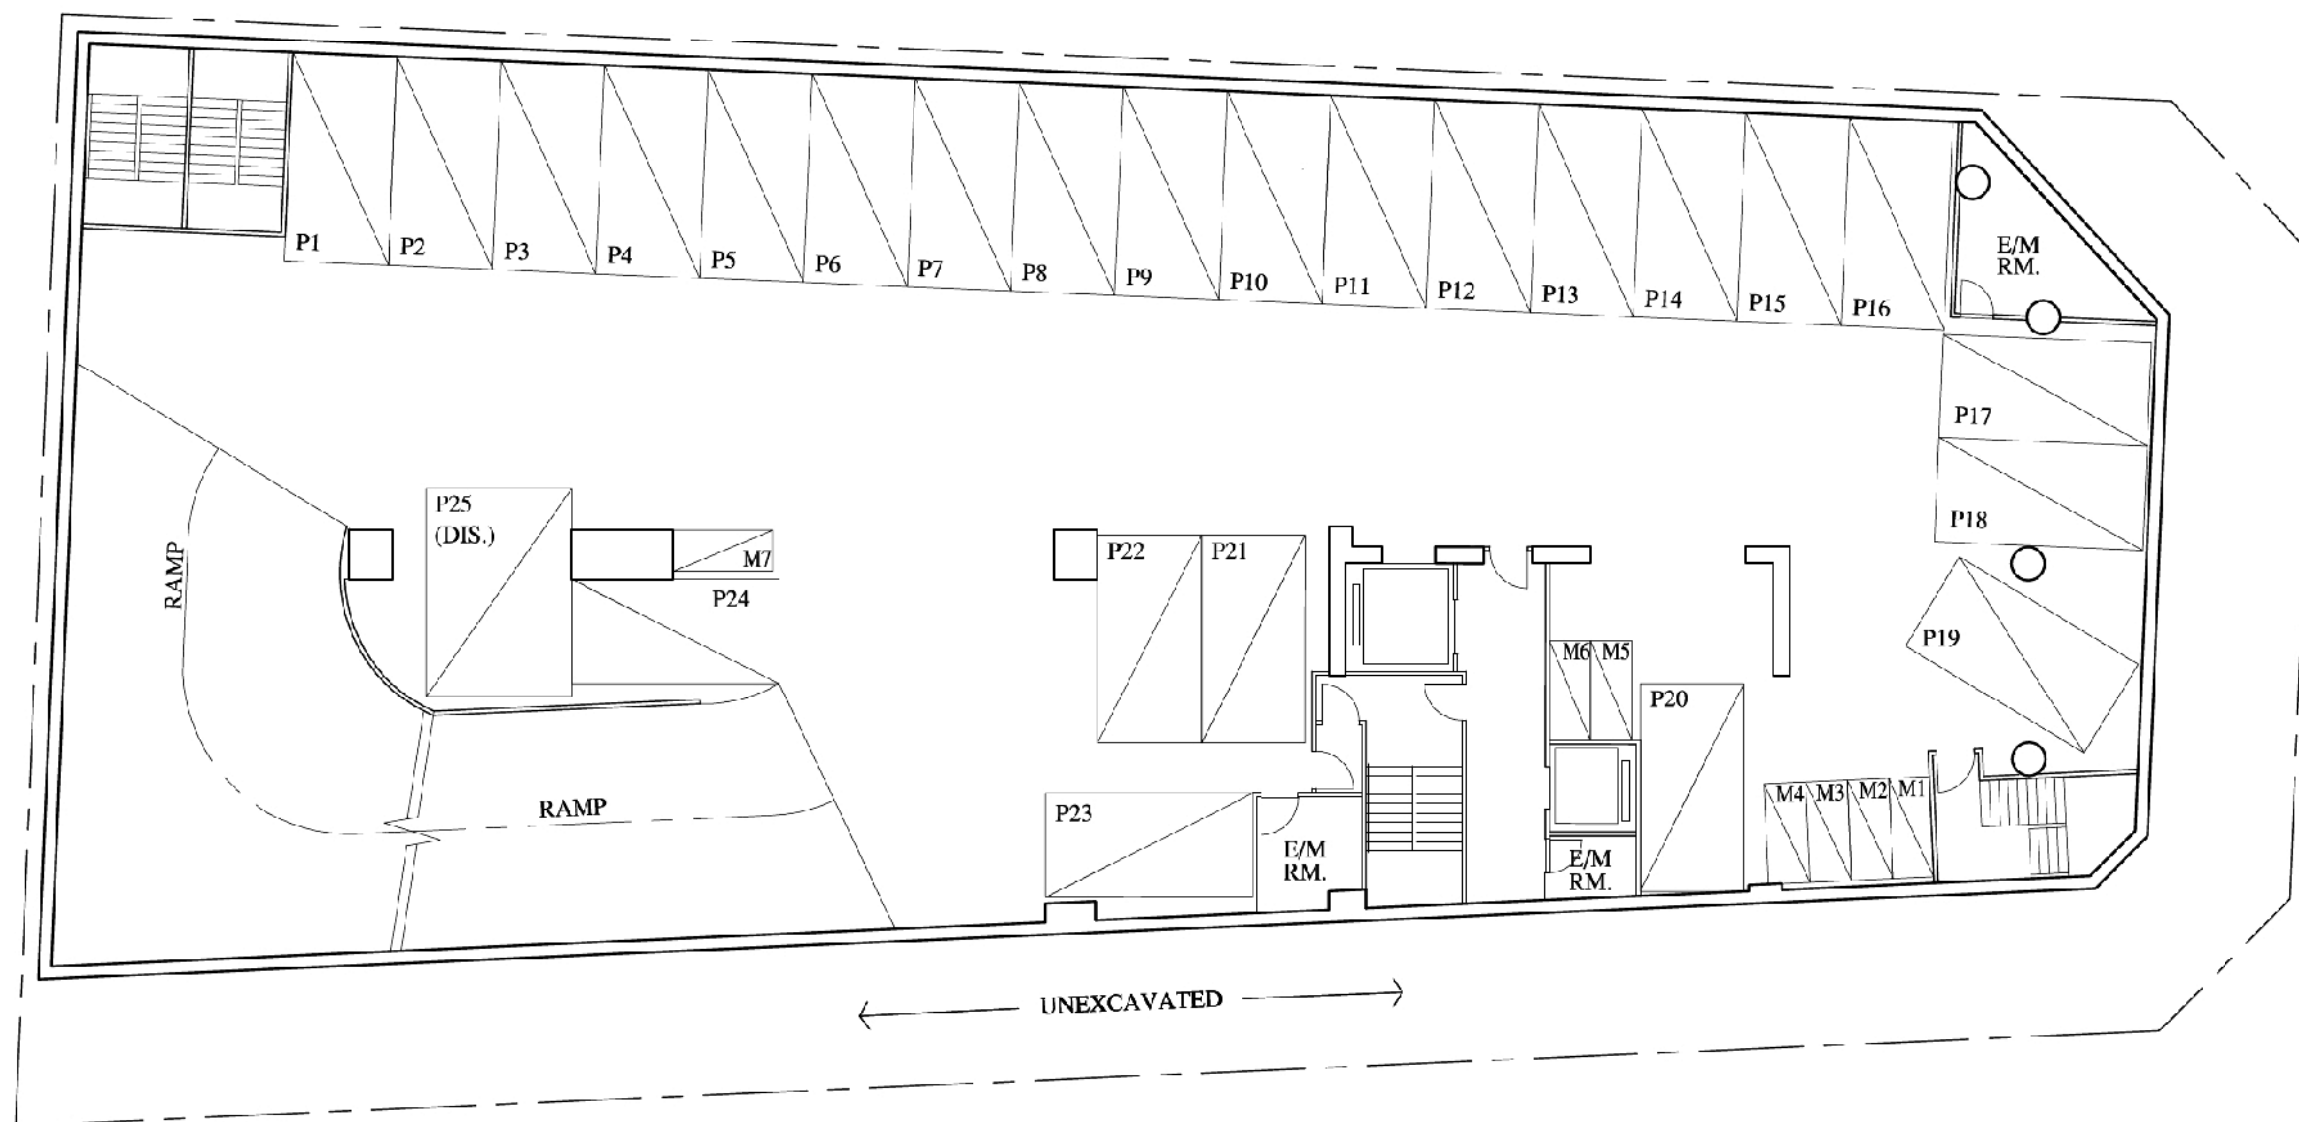 P1
P2
P3
P4
P5
P6
P7
P8
P9
P10
P11
P12
P13
P14
P15
P16
E/M
RM.
P17
P18
P25
(DIS.)
M7
P24
P22
P21
RAMP
P19
M6
M5
P20
M4
M3
M2
M1
RAMP
P23
E/M
RM.
E/M
RM.
UNEXCAVATED